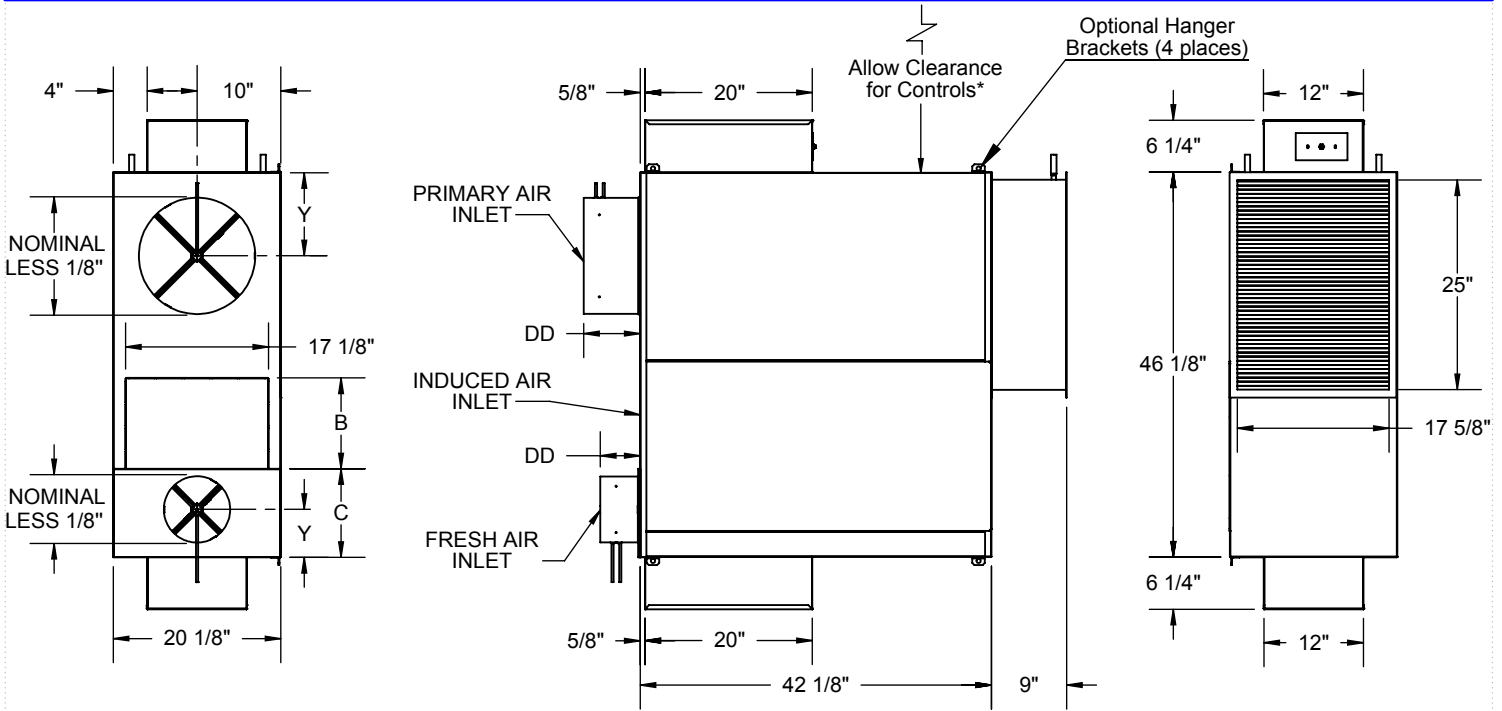 4"
10"
Y
NOMINAL
LESS 1/8"
17 1/8"
B
NOMINAL
LESS 1/8"
C
Y
20 1/8"
5/8"
20"
Allow Clearance
for Controls*
Optional Hanger
Brackets (4 places)
PRIMARY AIR
INLET
DD
INDUCED AIR
INLET
DD
FRESH AIR
INLET
5/8"
20"
42 1/8"
9"
12"
6 1/4"
25"
46 1/8"
17 5/8"
6 1/4"
12"